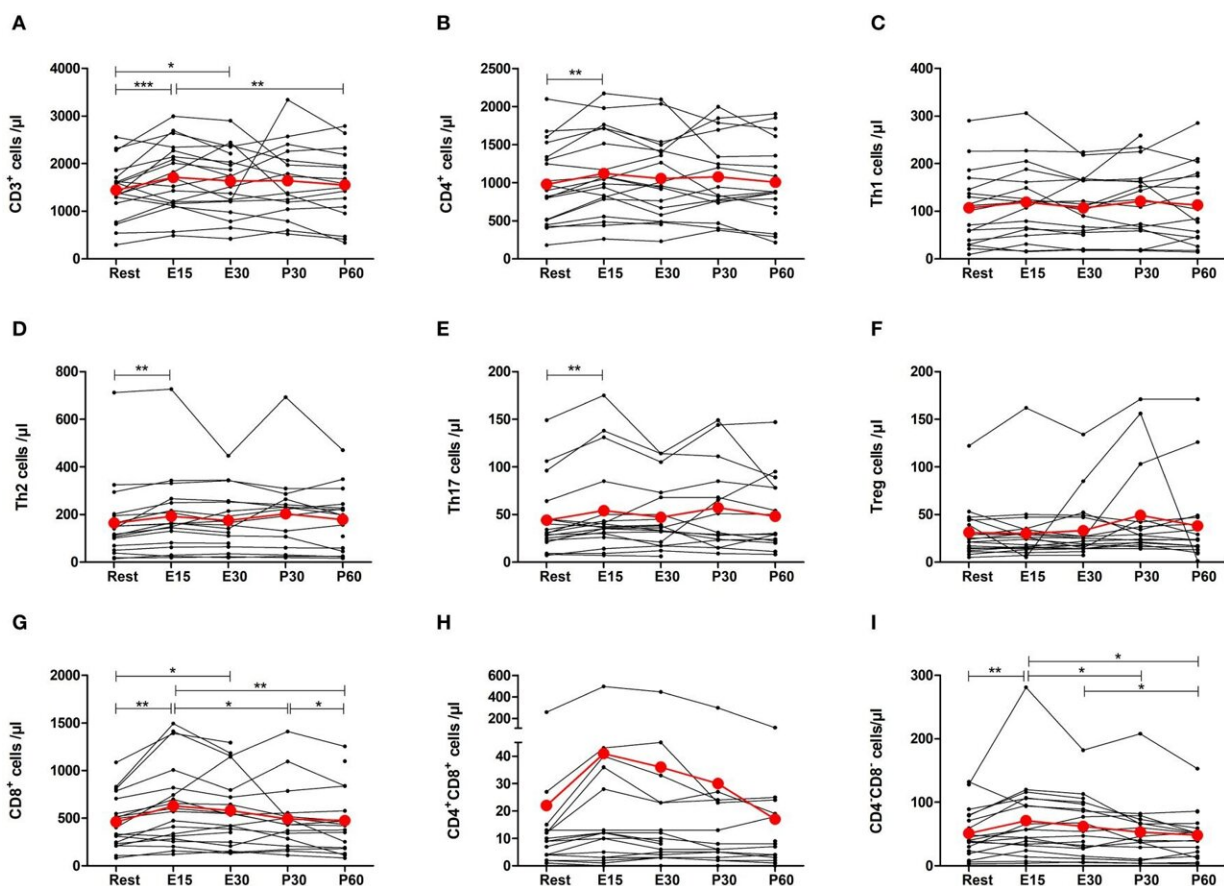 A
B
C
CD3⁺ cells /µl
4000
3000
2000
1000
0
*
***
**
Rest E15 E30 P30 P60
CD4⁺ cells /µl
2500
2000
1500
1000
500
0
**
Rest E15 E30 P30 P60
Th1 cells /µl
400
300
200
100
0
Rest E15 E30 P30 P60
D
E
F
Th2 cells /µl
800
600
400
200
0
**
Rest E15 E30 P30 P60
Th17 cells /µl
200
150
100
50
0
**
Rest E15 E30 P30 P60
Treg cells /µl
200
150
100
50
0
Rest E15 E30 P30 P60
G
H
I
CD8⁺ cells /µl
2000
1500
1000
500
0
*
**
** * *
Rest E15 E30 P30 P60
CD4⁺CD8⁺ cells /µl
600
500
400
300
200
100
40
30
20
10
0
Rest E15 E30 P30 P60
CD4⁻CD8⁻ cells/µl
300
200
100
0
*
** *
*
Rest E15 E30 P30 P60